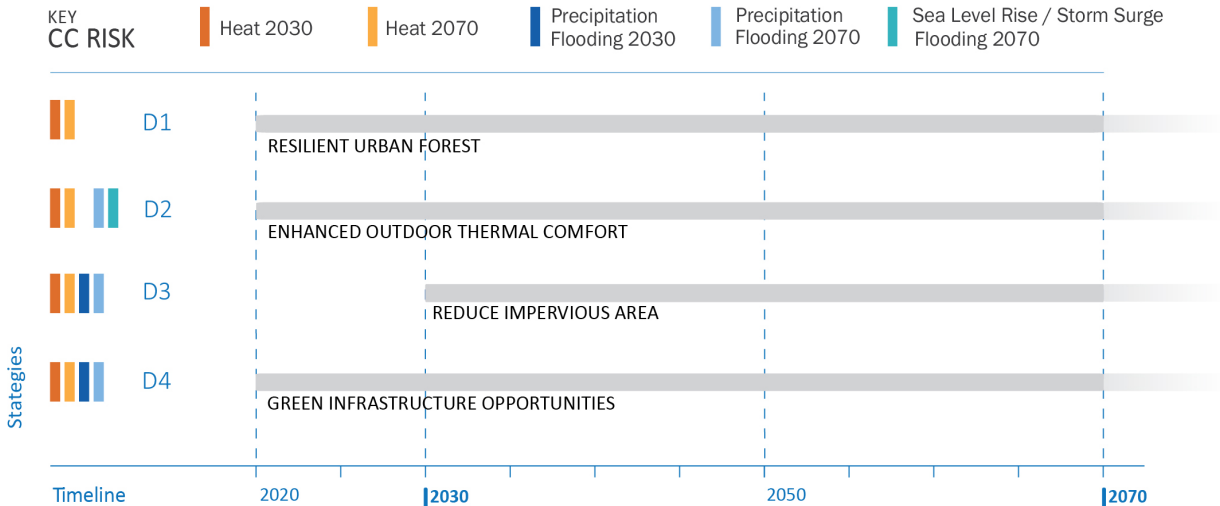 KEY
CC RISK
Heat 2030
Heat 2070
Precipitation
Flooding 2030
Precipitation
Flooding 2070
Sea Level Rise / Storm Surge
Flooding 2070
D1
RESILIENT URBAN FOREST
D2
ENHANCED OUTDOOR THERMAL COMFORT
D3
REDUCE IMPERVIOUS AREA
D4
GREEN INFRASTRUCTURE OPPORTUNITIES
Stategies
Timeline
2020
2030
2050
2070